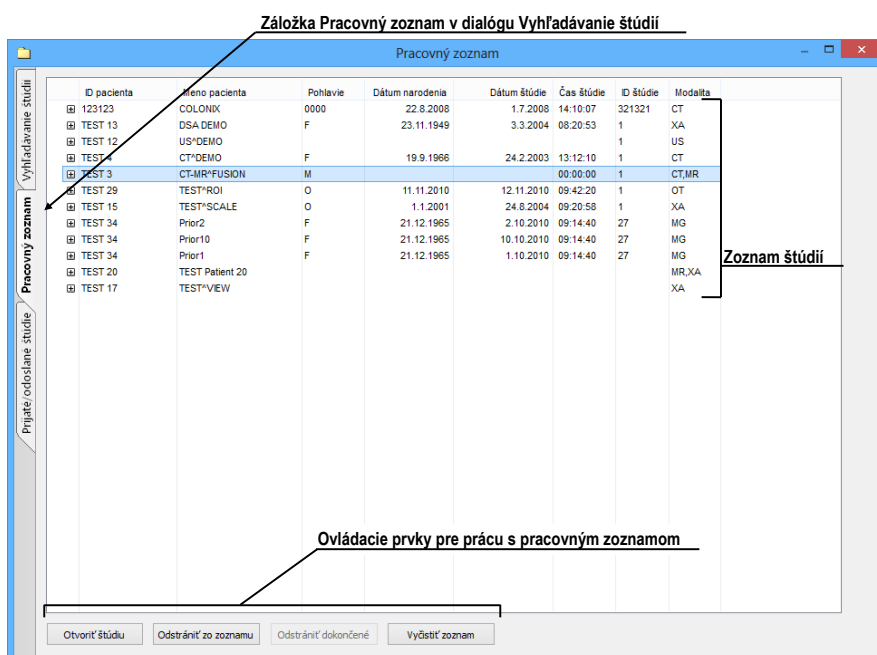 Záložka Pracovný zoznam v dialógu Vyhľadávanie štúdií
Pracovný zoznam
Vyhľadávanie štúdií
Pracovný zoznam
Prijaté/odoslané štúdie
ID pacienta Meno pacienta Pohlavie Dátum narodenia Dátum štúdie Čas štúdie ID štúdie Modalita
123123 COLONIX 0000 22.8.2008 1.7.2008 14:10:07 321321 CT
TEST 13 DSA DEMO F 23.11.1949 3.3.2004 08:20:53 1 XA
TEST 12 US^DEMO 1 US
TEST 4 CT^DEMO F 19.9.1966 24.2.2003 13:12:10 1 CT
TEST 3 CT-MR^FUSION M 00:00:00 1 CT,MR
TEST 29 TEST^ROI O 11.11.2010 12.11.2010 09:42:20 1 OT
TEST 15 TEST^SCALE O 1.1.2001 24.8.2004 09:20:58 1 XA
TEST 34 Prior2 F 21.12.1965 2.10.2010 09:14:40 27 MG
TEST 34 Prior10 F 21.12.1965 10.10.2010 09:14:40 27 MG
TEST 34 Prior1 F 21.12.1965 1.10.2010 09:14:40 27 MG
TEST 20 TEST Patient 20 MR,XA
TEST 17 TEST^VIEW XA
Zoznam štúdií
Ovládacie prvky pre prácu s pracovným zoznamom
Otvoriť štúdiu Odstrániť zo zoznamu Odstrániť dokončené Vyčistiť zoznam